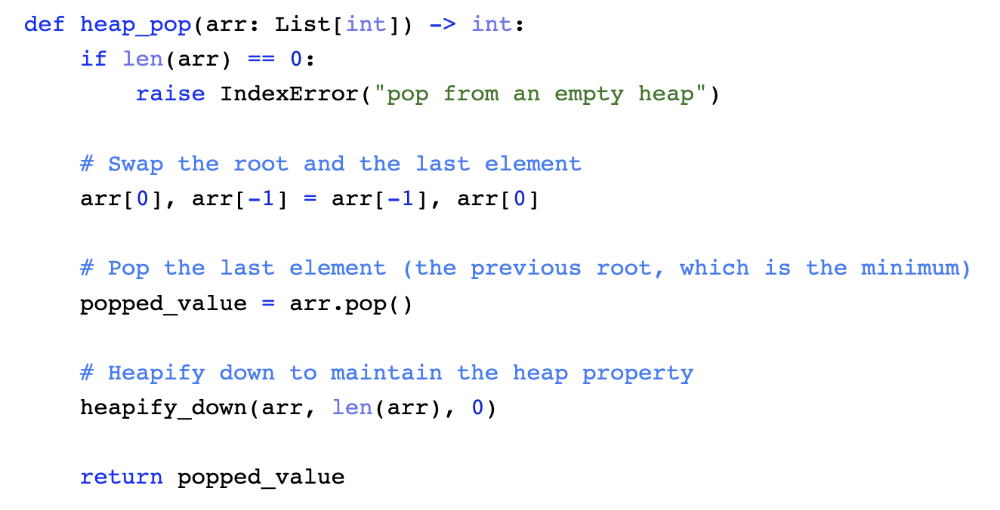 def heap_pop(arr: List[int]) -> int:
    if len(arr) == 0:
        raise IndexError("pop from an empty heap")
    # Swap the root and the last element
    arr[0], arr[-1] = arr[-1], arr[0]
    # Pop the last element (the previous root, which is the minimum)
    popped_value = arr.pop()
    # Heapify down to maintain the heap property
    heapify_down(arr, len(arr), 0)
    return popped_value